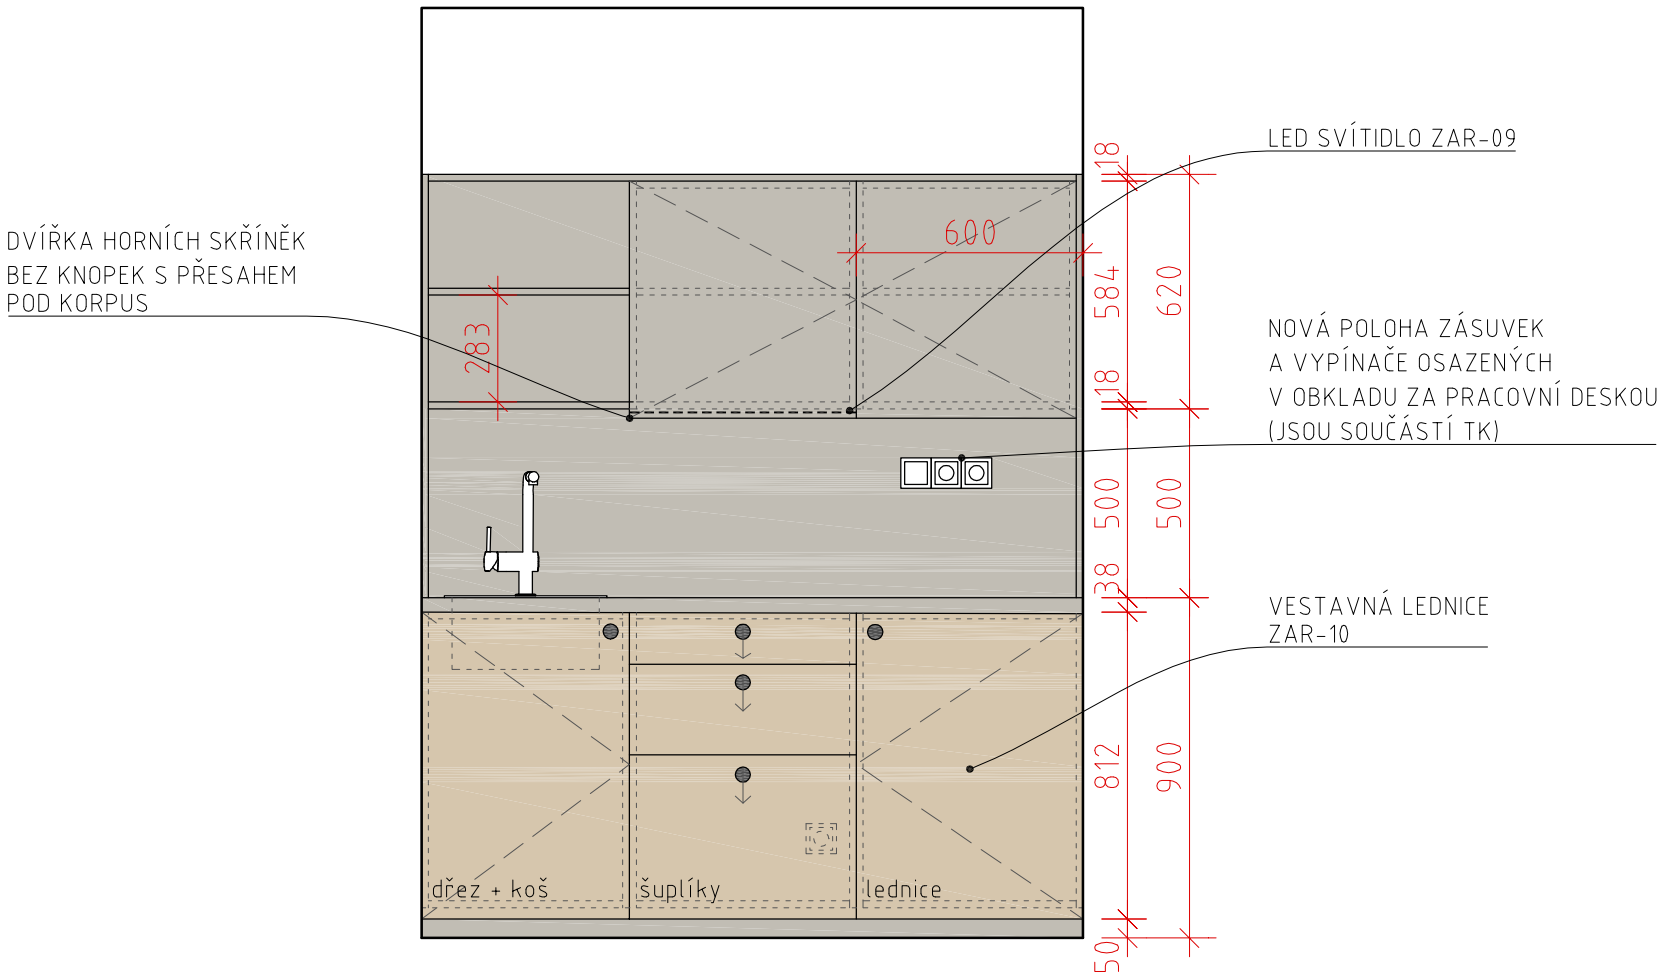 LED SVÍTIDLO ZAR-09
DVÍŘKA HORNÍCH SKŘÍNĚK
BEZ KNOPEK S PŘESAHEM
POD KORPUS
NOVÁ POLOHA ZÁSUVEK
A VYPÍNAČE OSAZENÝCH
V OBKLADU ZA PRACOVNÍ DESKOU
(JSOU SOUČÁSTÍ TK)
VESTAVNÁ LEDNICE
ZAR-10
600
283
18
584
18
500
38
812
50
620
500
900
dřez + koš
šuplíky
lednice